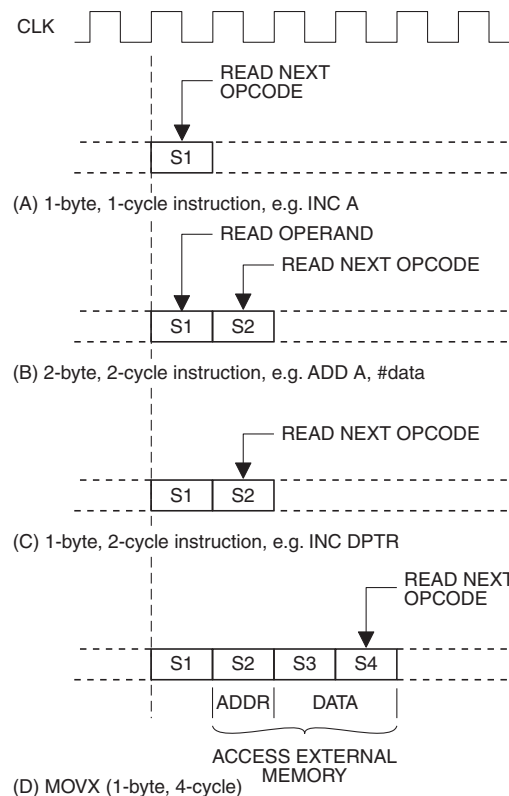 CLK
READ NEXT
OPCODE
S1
(A) 1-byte, 1-cycle instruction, e.g. INC A
READ OPERAND
READ NEXT OPCODE
S1 S2
(B) 2-byte, 2-cycle instruction, e.g. ADD A, #data
READ NEXT OPCODE
S1 S2
(C) 1-byte, 2-cycle instruction, e.g. INC DPTR
READ NEXT
OPCODE
S1 S2 S3 S4
ADDR DATA
ACCESS EXTERNAL
MEMORY
(D) MOVX (1-byte, 4-cycle)